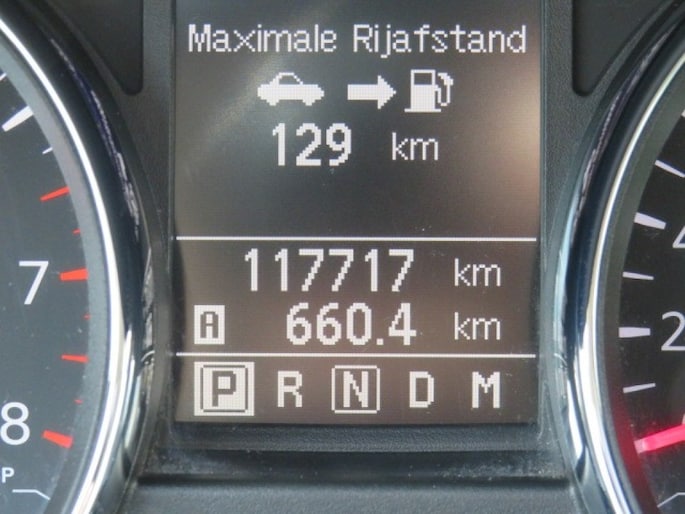 Maximale Rijafstand
129 km
117717 km
A 660.4 km
P R N D M
7
8
P
2